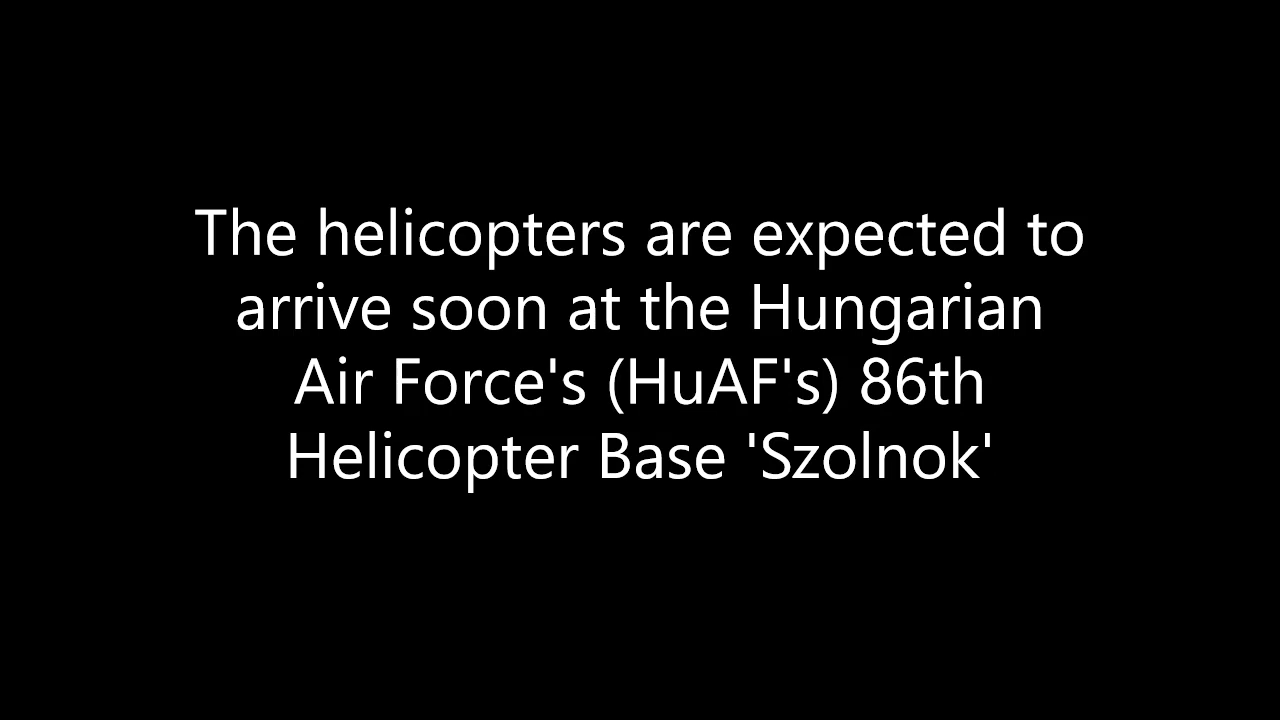 The helicopters are expected to
arrive soon at the Hungarian
Air Force's (HuAF's) 86th
Helicopter Base 'Szolnok'